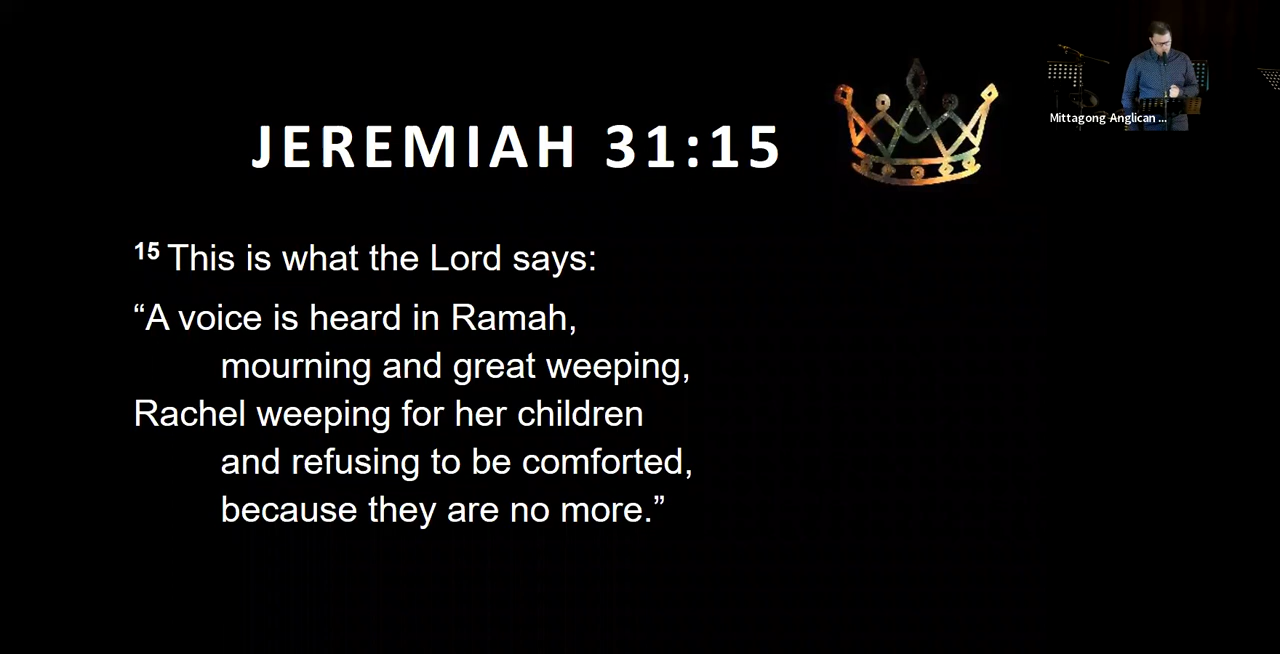 JEREMIAH 31:15
Mittagong Anglican ...
15 This is what the Lord says:
“A voice is heard in Ramah,
mourning and great weeping,
Rachel weeping for her children
and refusing to be comforted,
because they are no more.”